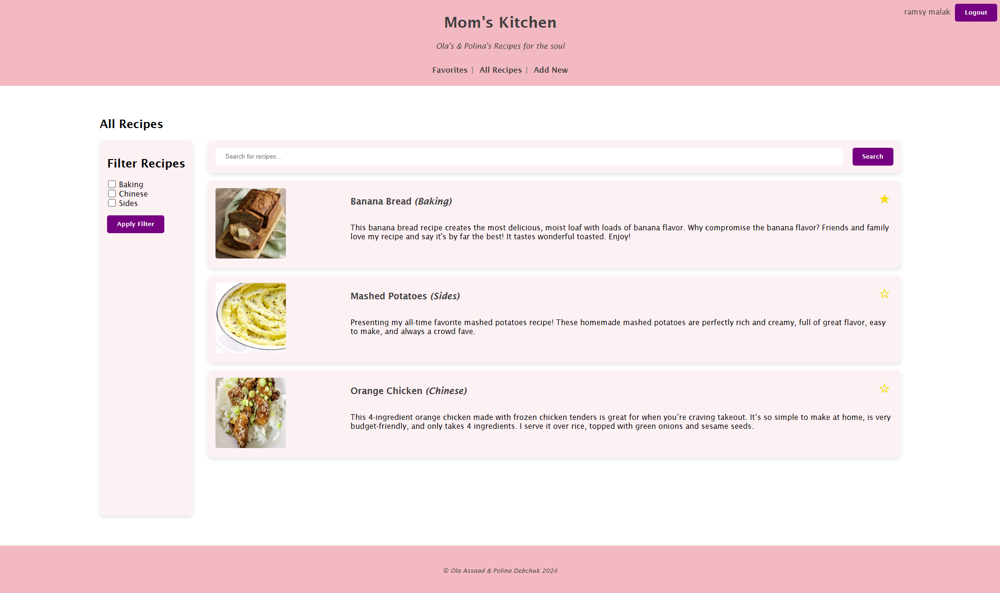 ramsy malak Logout
Mom's Kitchen
Ola's & Polina's Recipes for the soul
Favorites | All Recipes | Add New
All Recipes
Filter Recipes
Baking
Chinese
Sides
Apply Filter
Search for recipes...
Search
Banana Bread (Baking)
★
This banana bread recipe creates the most delicious, moist loaf with loads of banana flavor. Why compromise the banana flavor? Friends and family
love my recipe and say it's by far the best! It tastes wonderful toasted. Enjoy!
Mashed Potatoes (Sides)
☆
Presenting my all-time favorite mashed potatoes recipe! These homemade mashed potatoes are perfectly rich and creamy, full of great flavor, easy
to make, and always a crowd fave.
Orange Chicken (Chinese)
☆
This 4-ingredient orange chicken made with frozen chicken tenders is great for when you’re craving takeout. It’s so simple to make at home, is very
budget-friendly, and only takes 4 ingredients. I serve it over rice, topped with green onions and sesame seeds.
© Ola Assaad & Polina Debchuk 2024